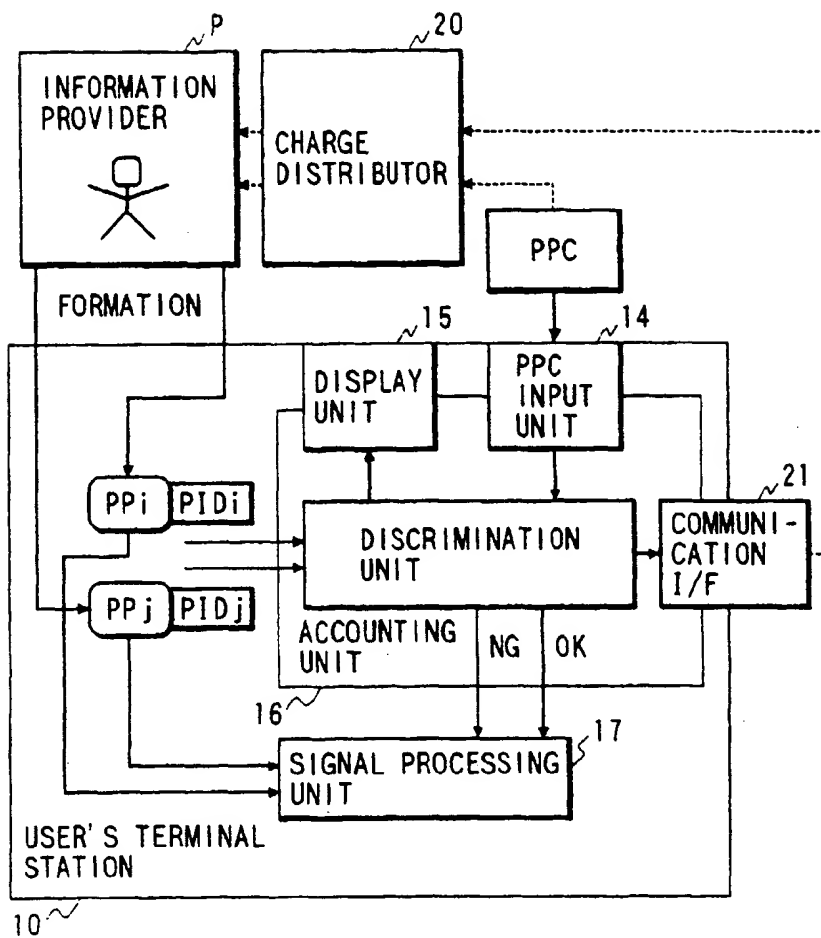 P
20
INFORMATION
PROVIDER
CHARGE
DISTRIBUTOR
PPC
FORMATION
15
14
DISPLAY
UNIT
PPC
INPUT
UNIT
21
PPi
PIDi
DISCRIMINATION
UNIT
COMMUNI-
CATION
I/F
PPj
PIDj
ACCOUNTING
UNIT
NG
OK
16
17
SIGNAL PROCESSING
UNIT
USER'S TERMINAL
STATION
10